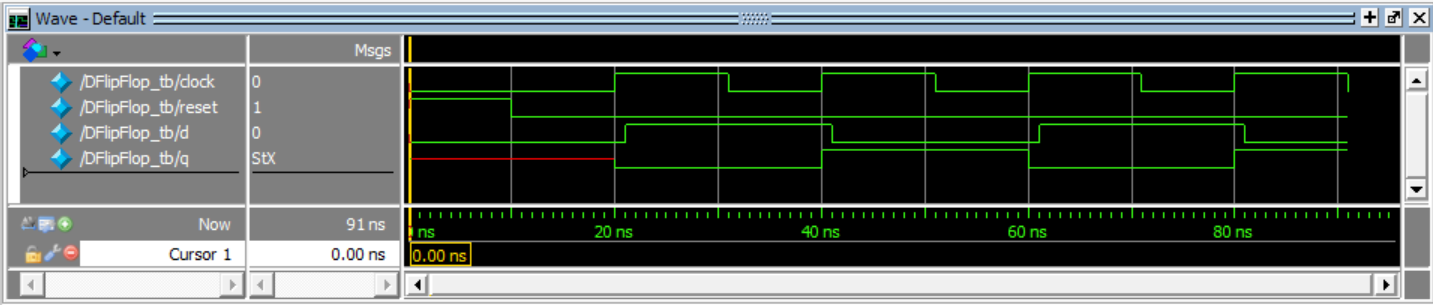 Wave - Default
Msgs
/DFlipFlop_tb/clock 0
/DFlipFlop_tb/reset 1
/DFlipFlop_tb/d 0
/DFlipFlop_tb/q StX
Now 91 ns ns 20 ns 40 ns 60 ns 80 ns
Cursor 1 0.00 ns 0.00 ns